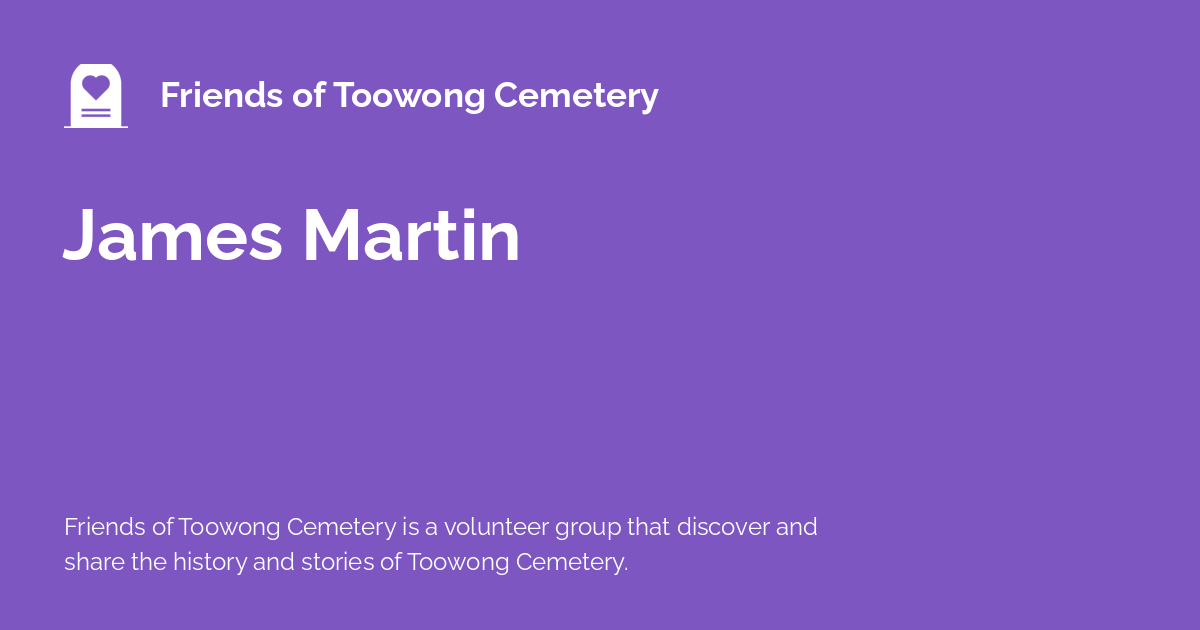 Friends of Toowong Cemetery
James Martin
Friends of Toowong Cemetery is a volunteer group that discover and
share the history and stories of Toowong Cemetery.